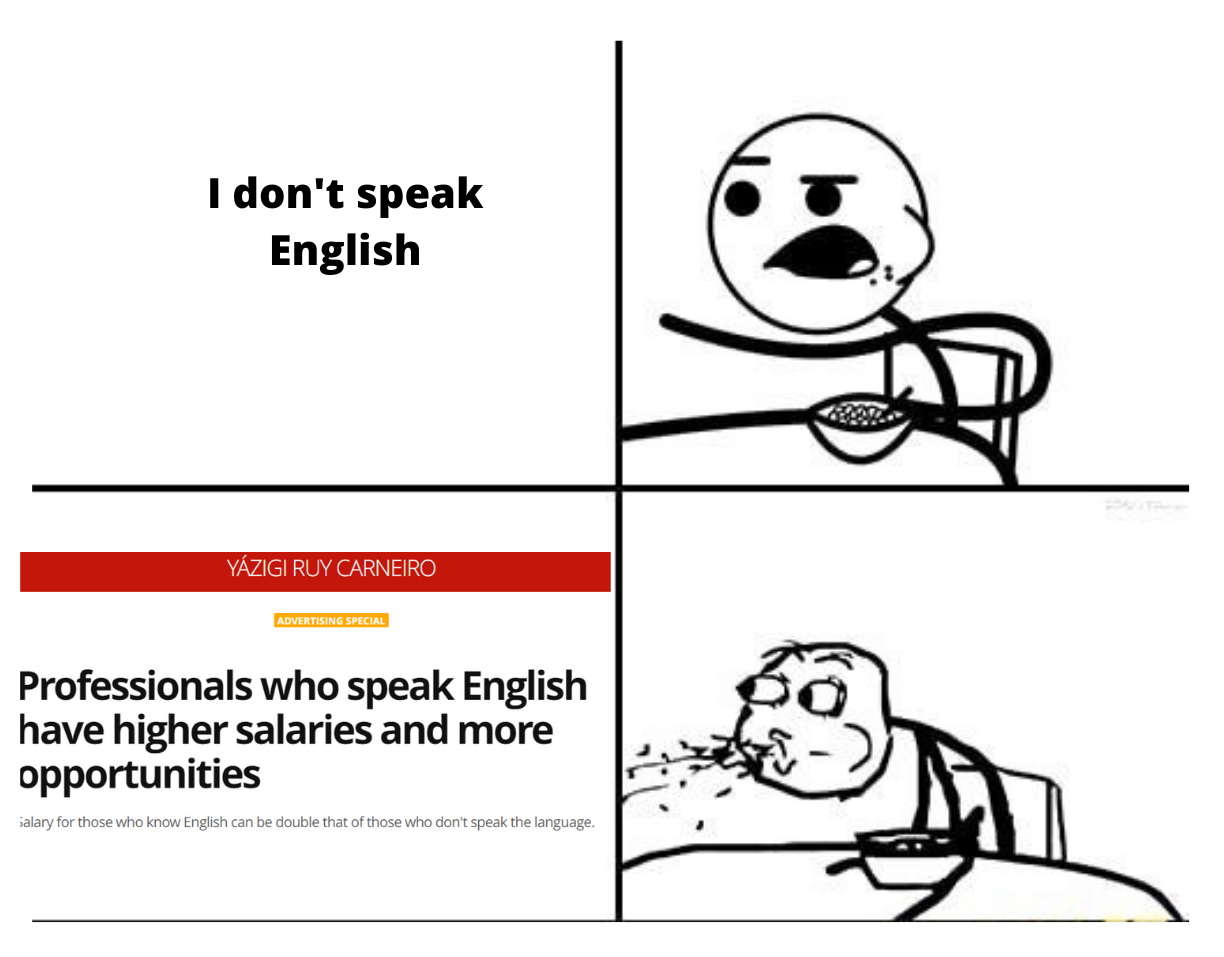 I don't speak
English
YÁZIGI RUY CARNEIRO
ADVERTISING SPECIAL
Professionals who speak English
have higher salaries and more
opportunities
Salary for those who know English can be double that of those who don't speak the language.